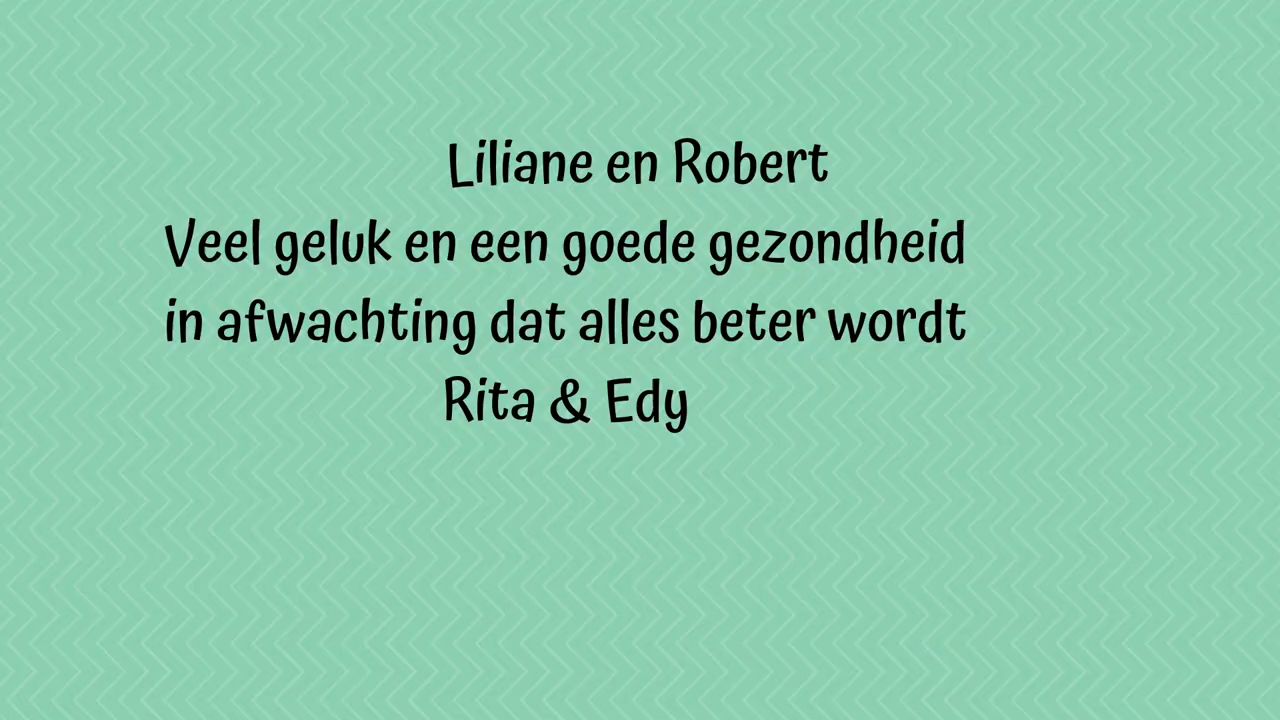 Liliane en Robert
Veel geluk en een goede gezondheid
in afwachting dat alles beter wordt
Rita & Edy